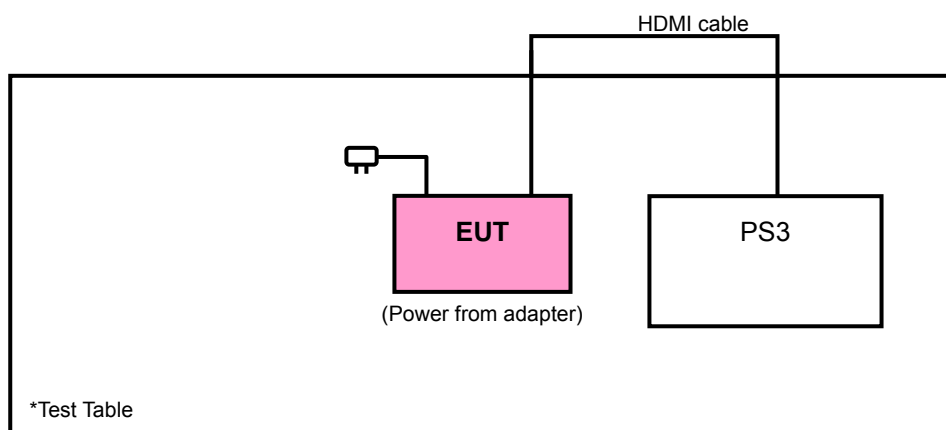 HDMI cable
EUT
PS3
(Power from adapter)
*Test Table